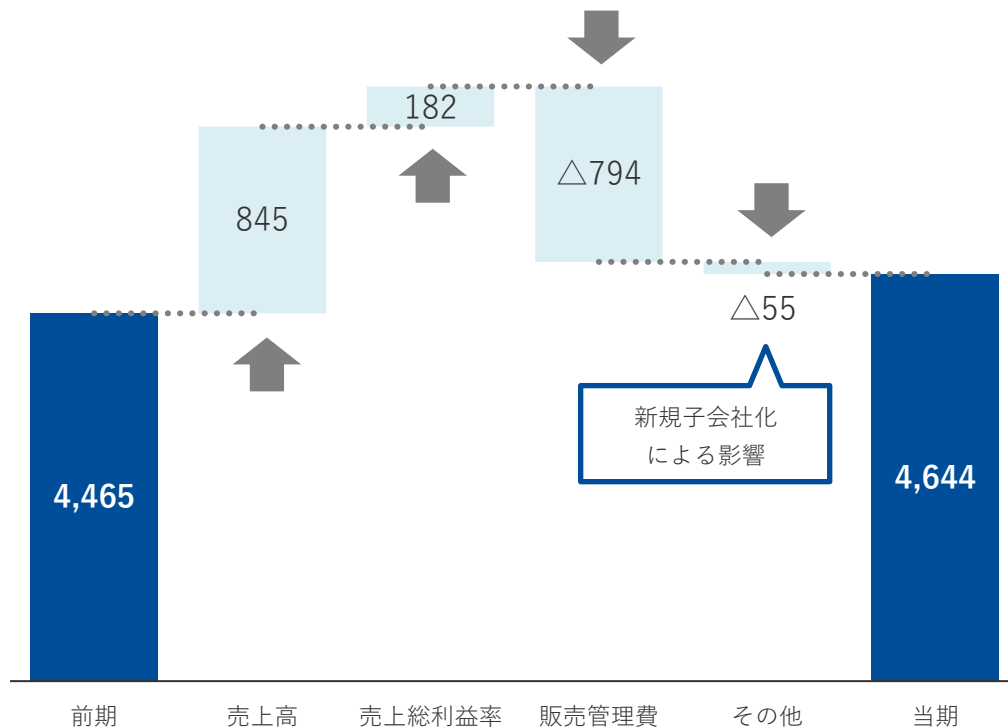 182
△794
845
△55
新規子会社化
による影響
4,465
4,644
前期
売上高
売上総利益率
販売管理費
その他
当期